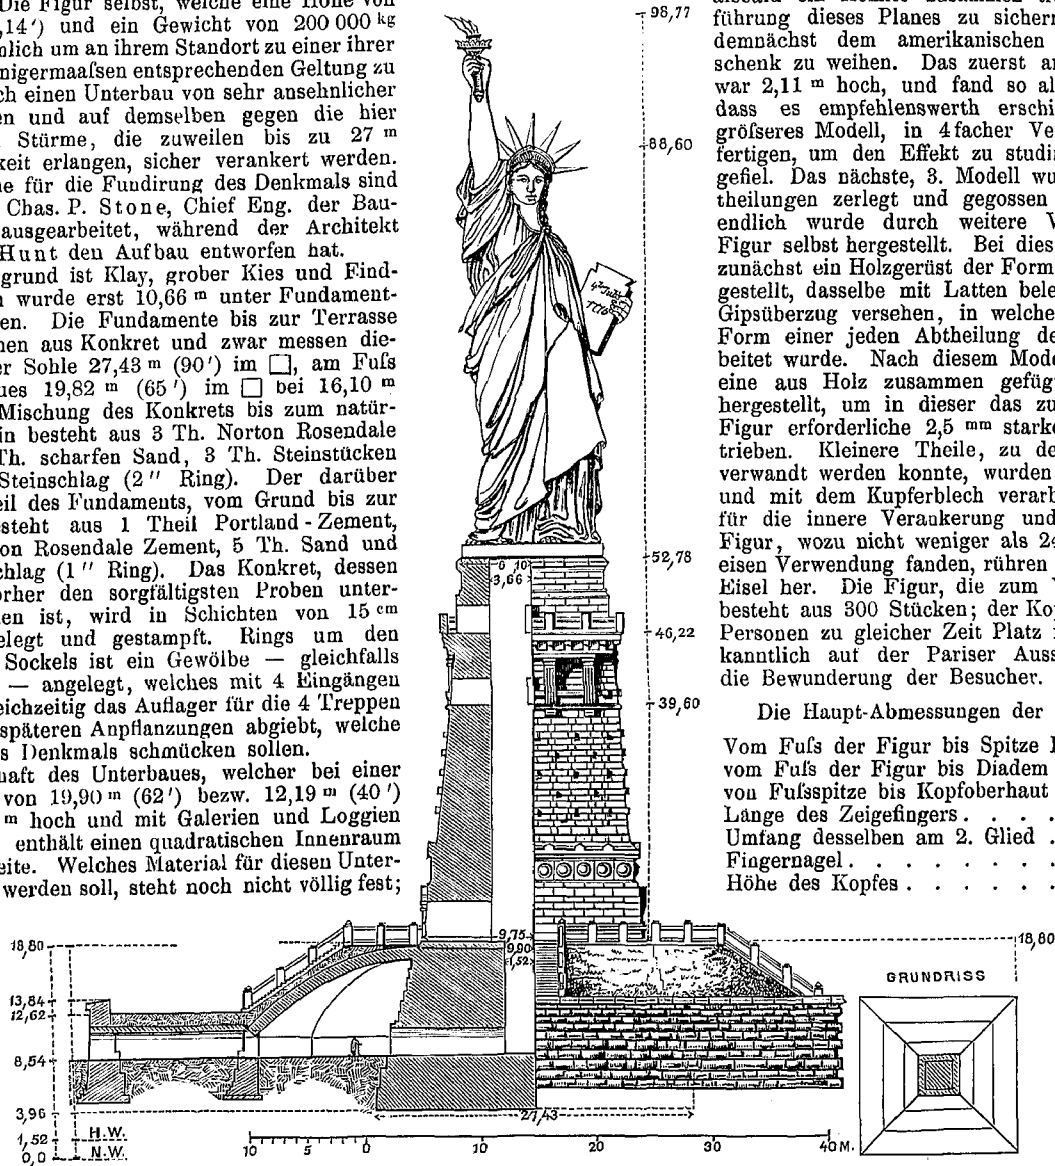 Die Figur selbst, welche eine Höhe von
,14′) und ein Gewicht von 200 000 kg
nlich um an ihrem Standort zu einer ihrer
nigermaaſsen entsprechenden Geltung zu
ch einen Unterbau von sehr ansehnlicher
en und auf demselben gegen die hier
Stürme, die zuweilen bis zu 27 m
keit erlangen, sicher verankert werden.
ne für die Fundirung des Denkmals sind
Chas. P. Stone, Chief Eng. der Bau-
ausgearbeitet, während der Architekt
Hunt den Aufbau entworfen hat.
grund ist Klay, grober Kies und Find-
n wurde erst 10,66 m unter Fundament-
en. Die Fundamente bis zur Terrasse
hen aus Konkret und zwar messen die-
er Sohle 27,43 m (90′) im □, am Fuſs
ues 19,82 m (65′) im □ bei 16,10 m
Mischung des Konkrets bis zum natür-
in besteht aus 3 Th. Norton Rosendale
Th. scharfen Sand, 3 Th. Steinstücken
Steinschlag (2″ Ring). Der darüber
eil des Fundaments, vom Grund bis zur
esteht aus 1 Theil Portland-Zement,
on Rosendale Zement, 5 Th. Sand und
chlag (1″ Ring). Das Konkret, dessen
orher den sorgfältigsten Proben unter-
en ist, wird in Schichten von 15 cm
elegt und gestampft. Rings um den
Sockels ist ein Gewölbe — gleichfalls
— angelegt, welches mit 4 Eingängen
eichzeitig das Auflager für die 4 Treppen
späteren Anpflanzungen abgiebt, welche
s Denkmals schmücken sollen.
haft des Unterbaues, welcher bei einer
von 19,90 m (62′) bezw. 12,19 m (40′)
m hoch und mit Galerien und Loggien
enthält einen quadratischen Innenraum
eite. Welches Material für diesen Unter-
werden soll, steht noch nicht völlig fest;
führung dieses Planes zu sichern
demnächst dem amerikanischen
schenk zu weihen. Das zuerst an
war 2,11 m hoch, und fand so al
dass es empfehlenswerth erschi
gröſseres Modell, in 4facher Ve
fertigen, um den Effekt zu studi
gefiel. Das nächste, 3. Modell wu
theilungen zerlegt und gegossen
endlich wurde durch weitere V
Figur selbst hergestellt. Bei dies
zunächst ein Holzgerüst der Form
gestellt, dasselbe mit Latten bele
Gipsüberzug versehen, in welche
Form einer jeden Abtheilung de
beitet wurde. Nach diesem Mode
eine aus Holz zusammen gefüg
hergestellt, um in dieser das zu
Figur erforderliche 2,5 mm starke
trieben. Kleinere Theile, zu de
verwandt werden konnte, wurden
und mit dem Kupferblech verarb
für die innere Verankerung und
Figur, wozu nicht weniger als 24
eisen Verwendung fanden, rühren
Eisel her. Die Figur, die zum
besteht aus 300 Stücken; der Ko
Personen zu gleicher Zeit Platz
kanntlich auf der Pariser Auss
die Bewunderung der Besucher.
Die Haupt-Abmessungen der
Vom Fuſs der Figur bis Spitze
vom Fuſs der Figur bis Diadem
von Fuſsspitze bis Kopfoberhaut
Länge des Zeigefingers . . . .
Umfang desselben am 2. Glied .
Fingernagel . . . . . . . .
Höhe des Kopfes . . . . . .
98,77
88,60
52,78
6 10
3,66
46,22
39,60
9,75
9,90
1,52
18,80
18,80
13,84
12,62
8,54
3,96
1,52
0,0
H.W.
N.W.
27,43
10 5 0 10 20 30 40 M.
GRUNDRISS